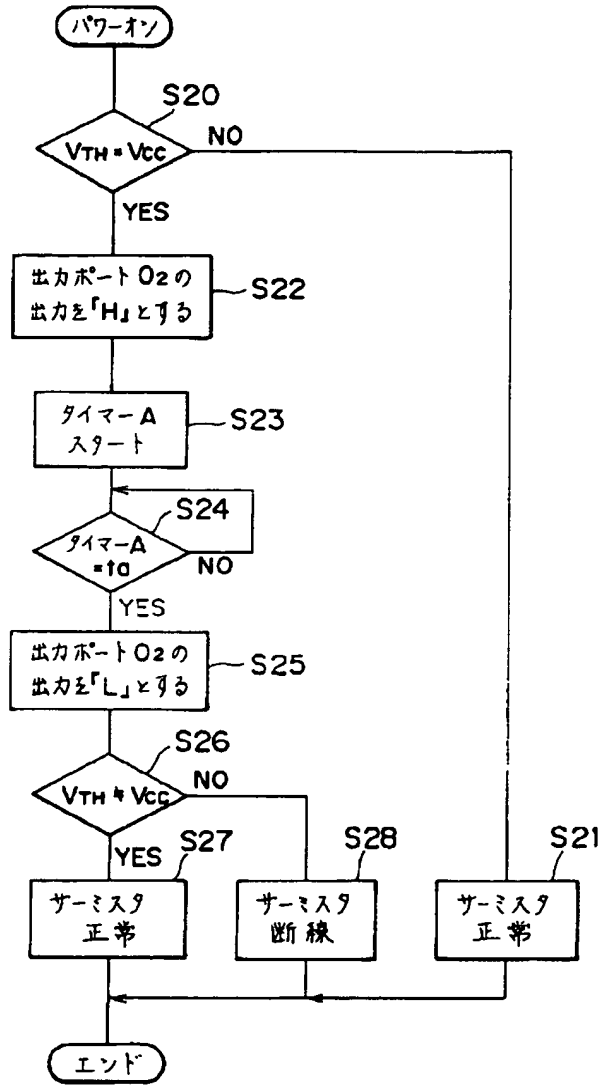 パワーオン
S20
VTH = VCC
NO
YES
出力ポートO2の
出力を「H」とする
S22
タイマーA
スタート
S23
S24
タイマーA
=ta
NO
YES
出力ポートO2の
出力を「L」とする
S25
S26
VTH ≠ VCC
NO
YES
S27
S28
S21
サーミスタ
正常
サーミスタ
断線
サーミスタ
正常
エンド